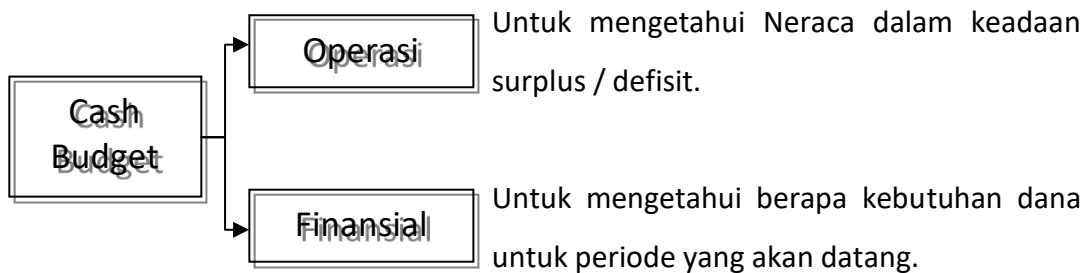 Cash
Budget
Operasi
Untuk mengetahui Neraca dalam keadaan
surplus / defisit.
Finansial
Untuk mengetahui berapa kebutuhan dana
untuk periode yang akan datang.